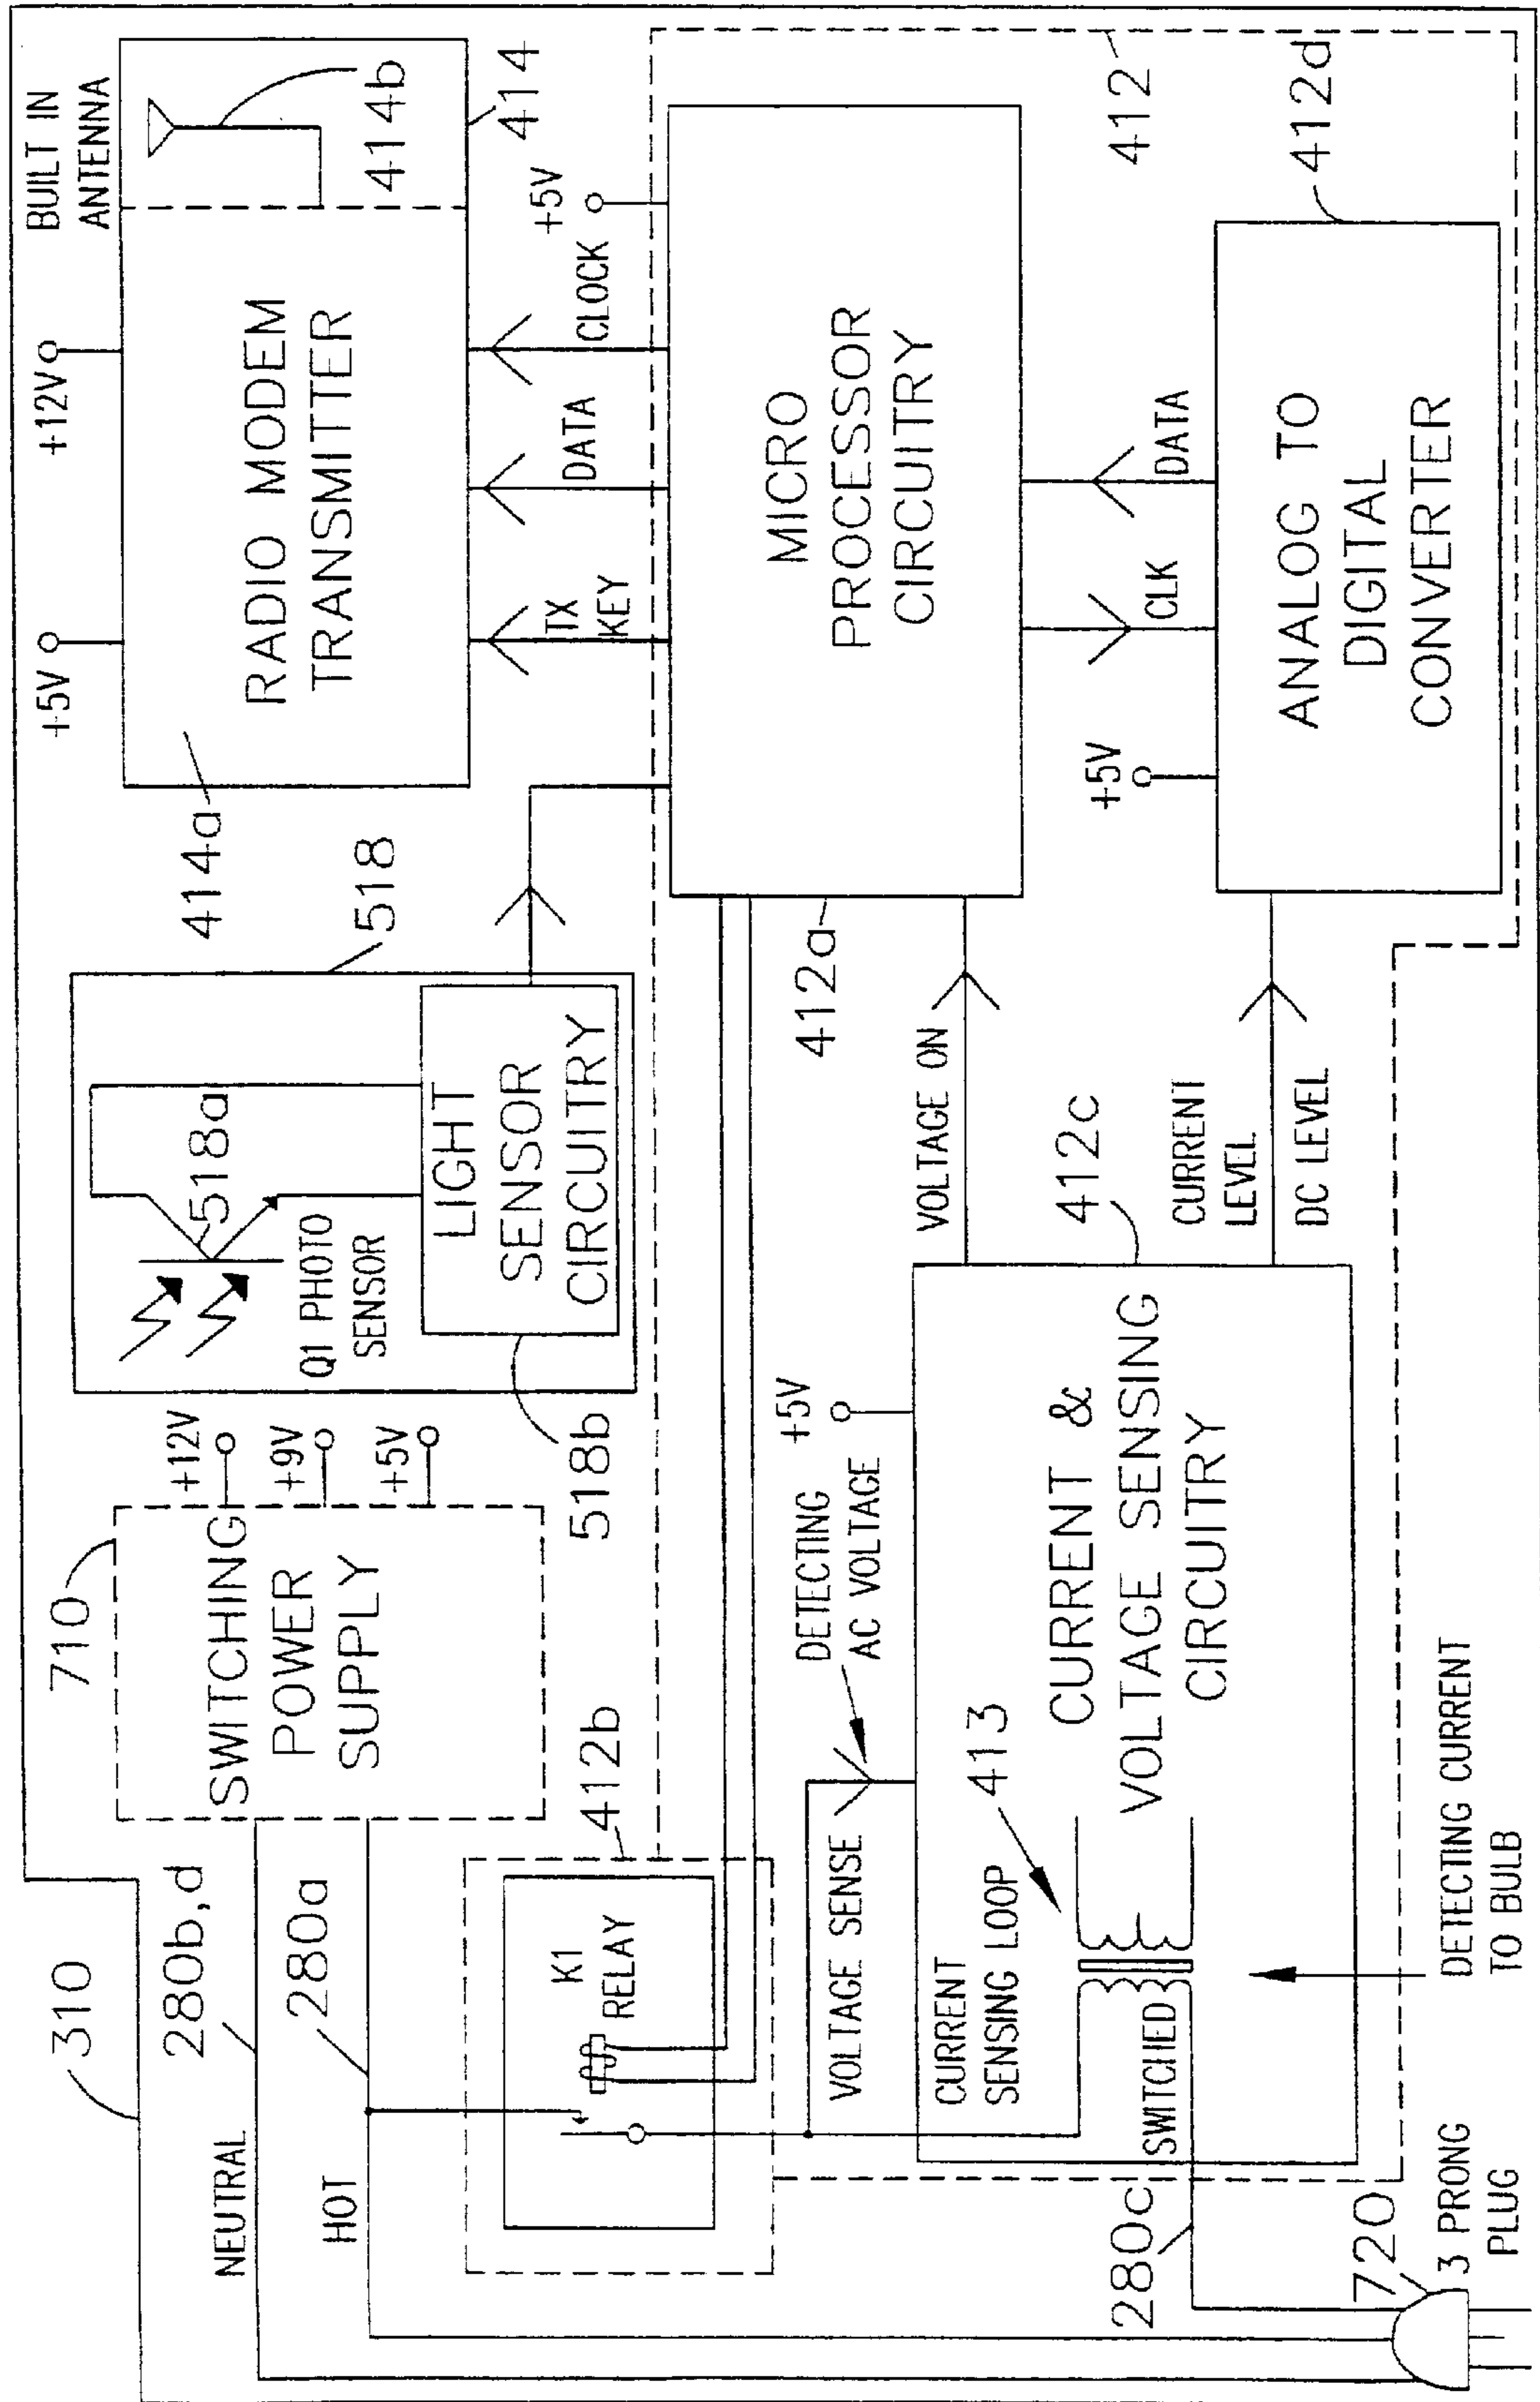 310
NEUTRAL
280b,d
HOT
280a
710
SWITCHING
POWER
SUPPLY
+12V
+9V
+5V
Q1 PHOTO
SENSOR
518a
LIGHT
SENSOR
CIRCUITRY
518b
518
414a
+5V
+12V
RADIO MODEM
TRANSMITTER
BUILT IN
ANTENNA
414b
414
K1
RELAY
412b
TX
KEY
DATA
CLOCK
+5V
MICRO
PROCESSOR
CIRCUITRY
412a
412
VOLTAGE SENSE
DETECTING
AC VOLTAGE
+5V
CURRENT
SENSING LOOP
413
SWITCHED
CURRENT &
VOLTAGE SENSING
CIRCUITRY
VOLTAGE ON
412c
CURRENT
LEVEL
DC LEVEL
CLK
DATA
+5V
ANALOG TO
DIGITAL
CONVERTER
412d
280c
720
3 PRONG
PLUG
DETECTING CURRENT
TO BULB